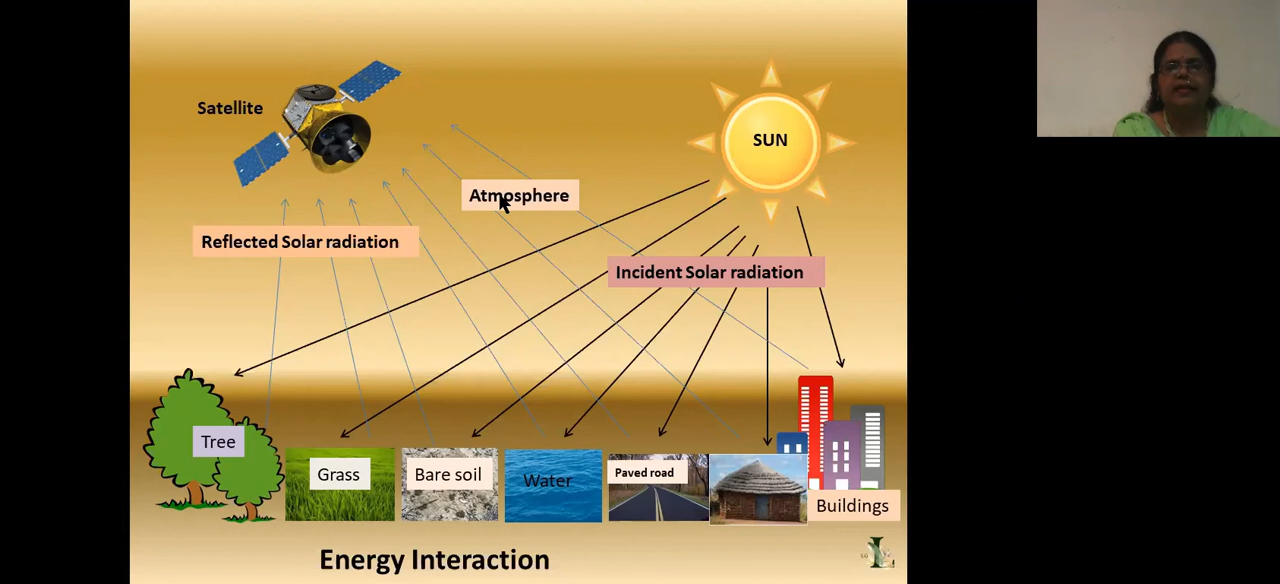 Satellite
SUN
Atmosphere
Reflected Solar radiation
Incident Solar radiation
Tree
Grass
Bare soil
Water
Paved road
Buildings
Energy Interaction